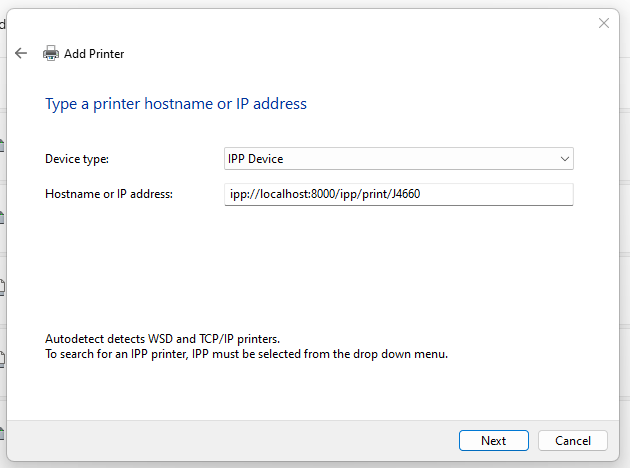 Add Printer
Type a printer hostname or IP address
Device type:
IPP Device
Hostname or IP address:
ipp://localhost:8000/ipp/print/J4660
Autodetect detects WSD and TCP/IP printers.
To search for an IPP printer, IPP must be selected from the drop down menu.
Next
Cancel